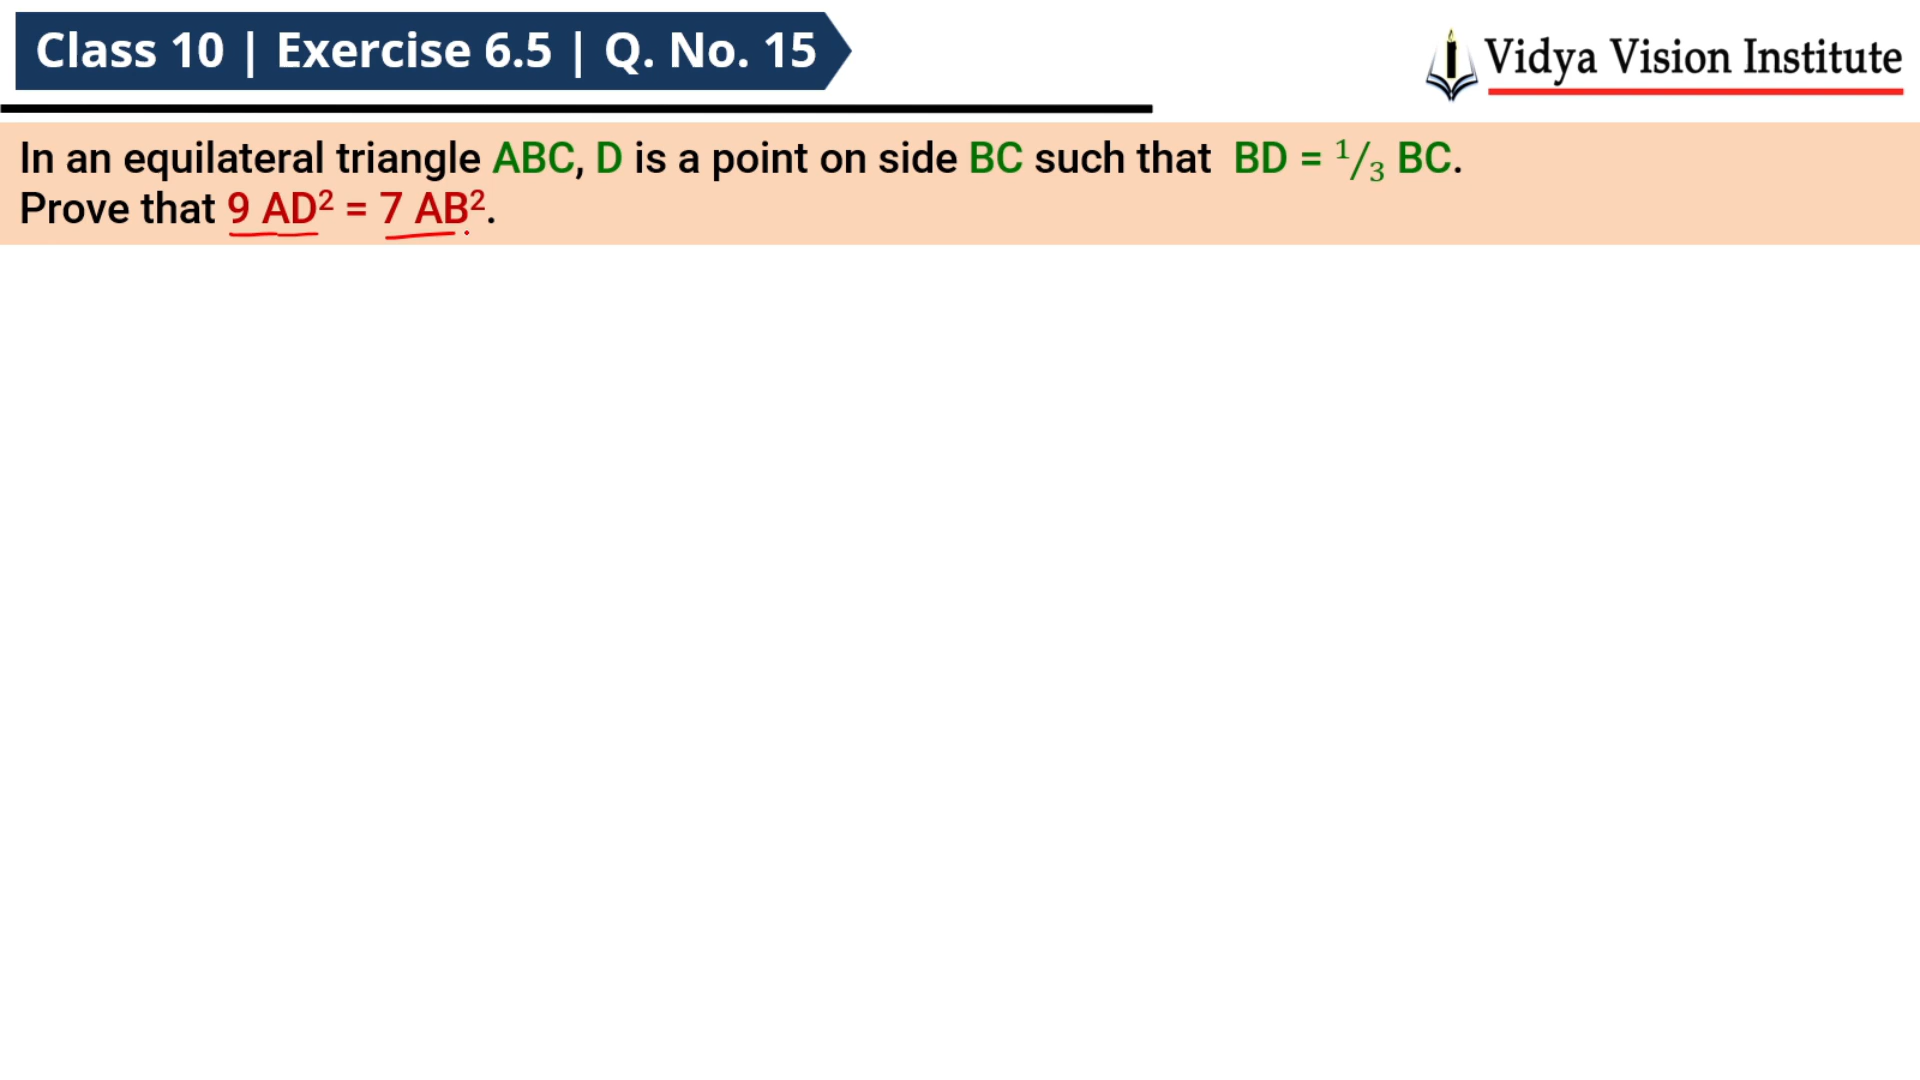 Class 10 | Exercise 6.5 | Q. No. 15
Vidya Vision Institute
In an equilateral triangle ABC, D is a point on side BC such that BD = 1/3 BC.
Prove that 9 AD² = 7 AB².